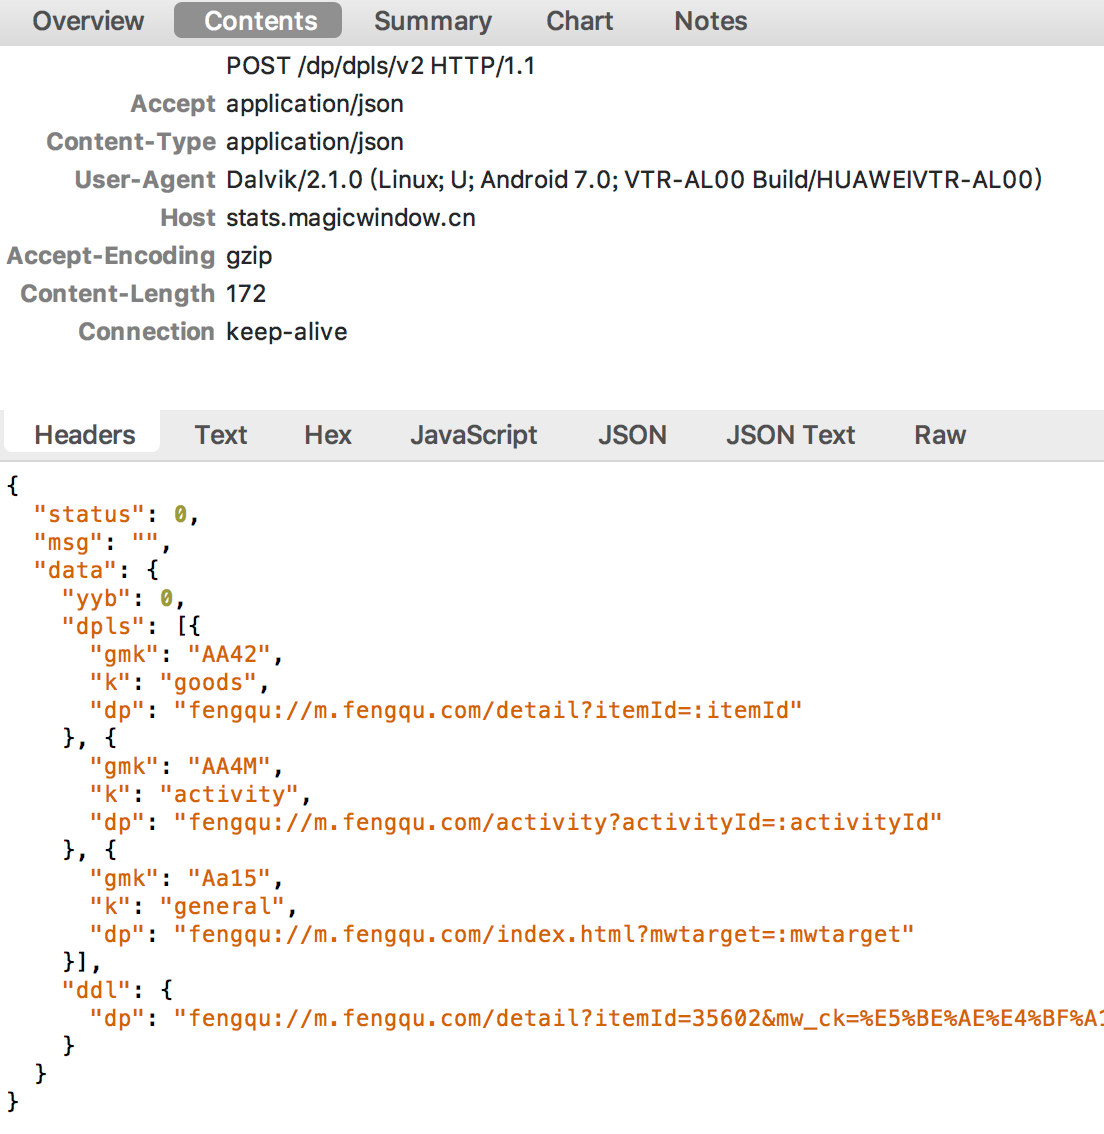 Overview Contents Summary Chart Notes
POST /dp/dpls/v2 HTTP/1.1
Accept application/json
Content-Type application/json
User-Agent Dalvik/2.1.0 (Linux; U; Android 7.0; VTR-AL00 Build/HUAWEIVTR-AL00)
Host stats.magicwindow.cn
Accept-Encoding gzip
Content-Length 172
Connection keep-alive
Headers Text Hex JavaScript JSON JSON Text Raw
{
"status": 0,
"msg": "",
"data": {
"yyb": 0,
"dpls": [{
"gmk": "AA42",
"k": "goods",
"dp": "fengqu://m.fengqu.com/detail?itemId=:itemId"
}, {
"gmk": "AA4M",
"k": "activity",
"dp": "fengqu://m.fengqu.com/activity?activityId=:activityId"
}, {
"gmk": "Aa15",
"k": "general",
"dp": "fengqu://m.fengqu.com/index.html?mwtarget=:mwtarget"
}],
"ddl": {
"dp": "fengqu://m.fengqu.com/detail?itemId=35602&mw_ck=%E5%BE%AE%E4%BF%A1
}
}
}